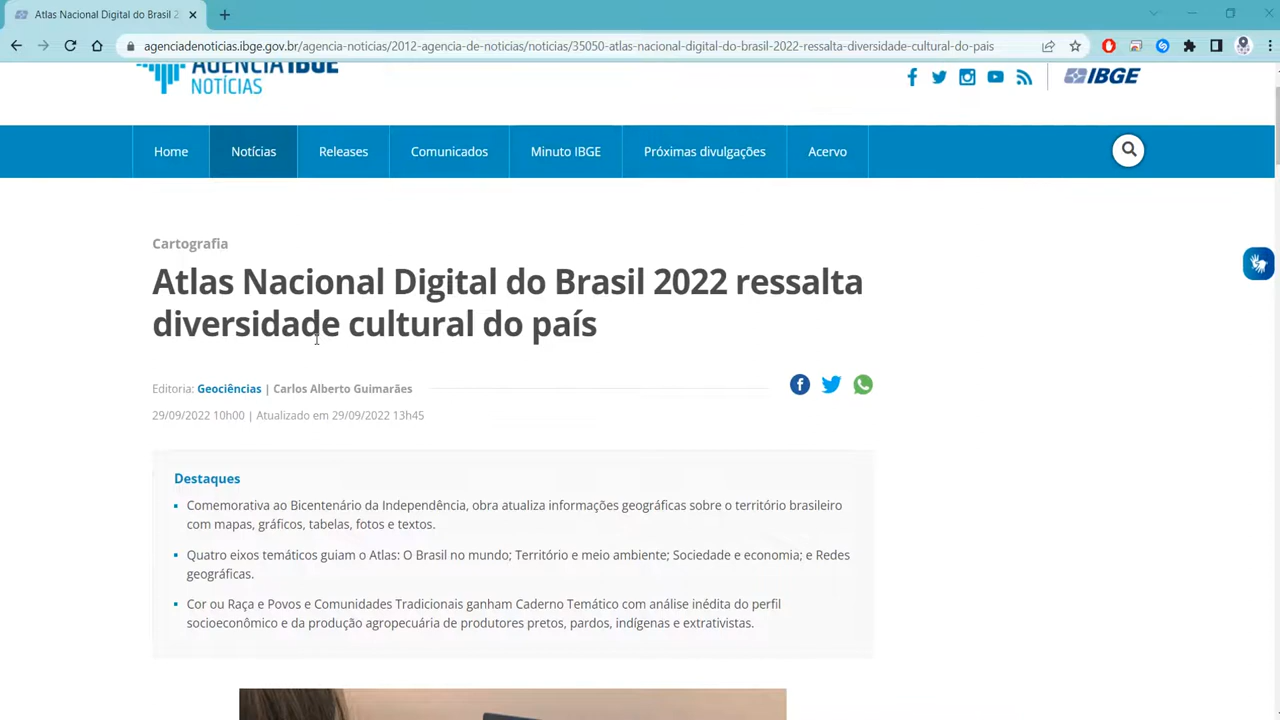 Atlas Nacional Digital do Brasil 2
agenciadenoticias.ibge.gov.br/agencia-noticias/2012-agencia-de-noticias/noticias/35050-atlas-nacional-digital-do-brasil-2022-ressalta-diversidade-cultural-do-pais
AGÊNCIA IBGE
NOTÍCIAS
IBGE
Home Notícias Releases Comunicados Minuto IBGE Próximas divulgações Acervo
Cartografia
Atlas Nacional Digital do Brasil 2022 ressalta
diversidade cultural do país
Editoria: Geociências | Carlos Alberto Guimarães
29/09/2022 10h00 | Atualizado em 29/09/2022 13h45
Destaques
Comemorativa ao Bicentenário da Independência, obra atualiza informações geográficas sobre o território brasileiro
com mapas, gráficos, tabelas, fotos e textos.
Quatro eixos temáticos guiam o Atlas: O Brasil no mundo; Território e meio ambiente; Sociedade e economia; e Redes
geográficas.
Cor ou Raça e Povos e Comunidades Tradicionais ganham Caderno Temático com análise inédita do perfil
socioeconômico e da produção agropecuária de produtores pretos, pardos, indígenas e extrativistas.